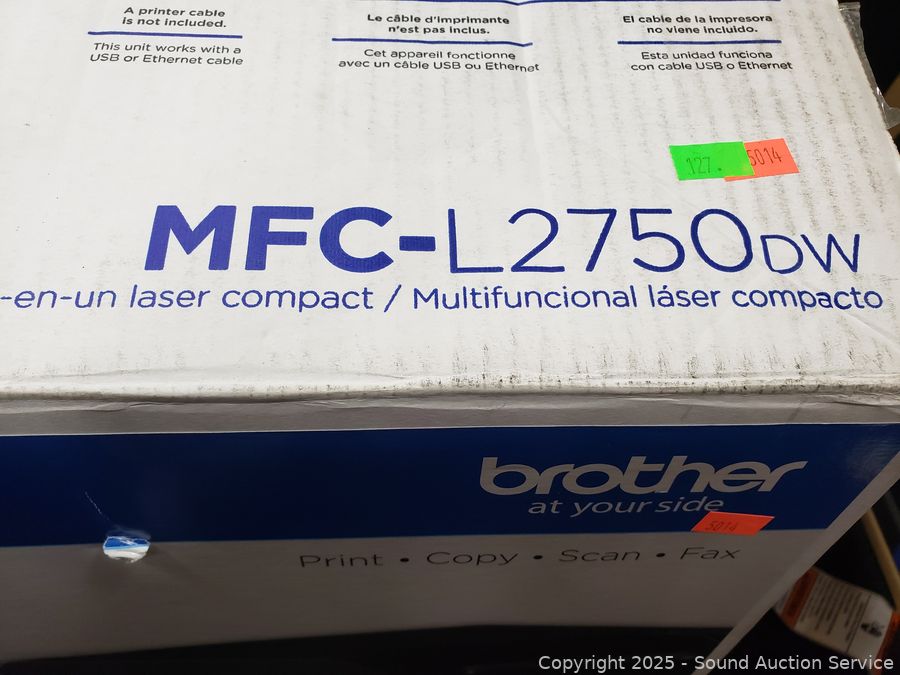 A printer cable
is not included.
This unit works with a
USB or Ethernet cable
Le câble d'imprimante
n'est pas inclus.
Cet appareil fonctionne
avec un câble USB ou Ethernet
El cable de la impresora
no viene incluido.
Esta unidad funciona
con cable USB o Ethernet
127.
5014
MFC-L2750DW
-en-un laser compact / Multifuncional láser compacto
brother
at your side
5014
Print • Copy • Scan • Fax
Copyright 2025 - Sound Auction Service